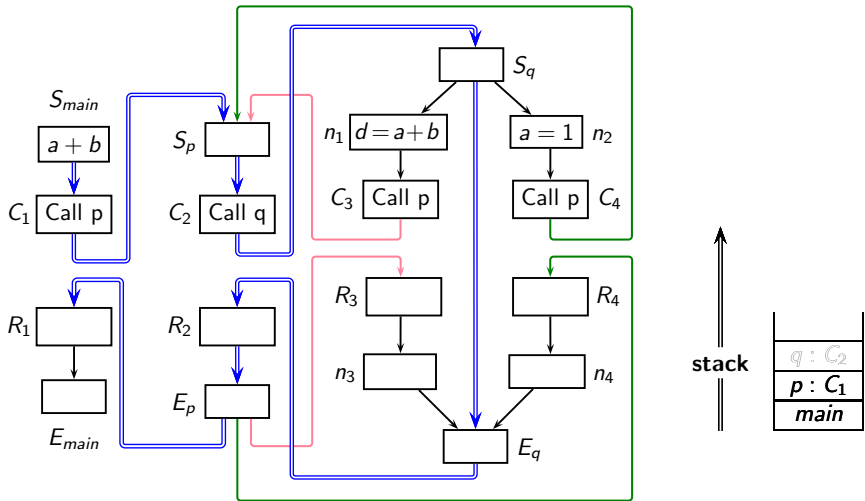 S_q
S_main
n_1 d = a+b
a = 1 n_2
a + b
S_p
C_1 Call p
C_2 Call q
C_3 Call p
Call p C_4
R_1
R_2
R_3
R_4
n_3
n_4
q : C_2
stack
p : C_1
main
E_p
E_main
E_q